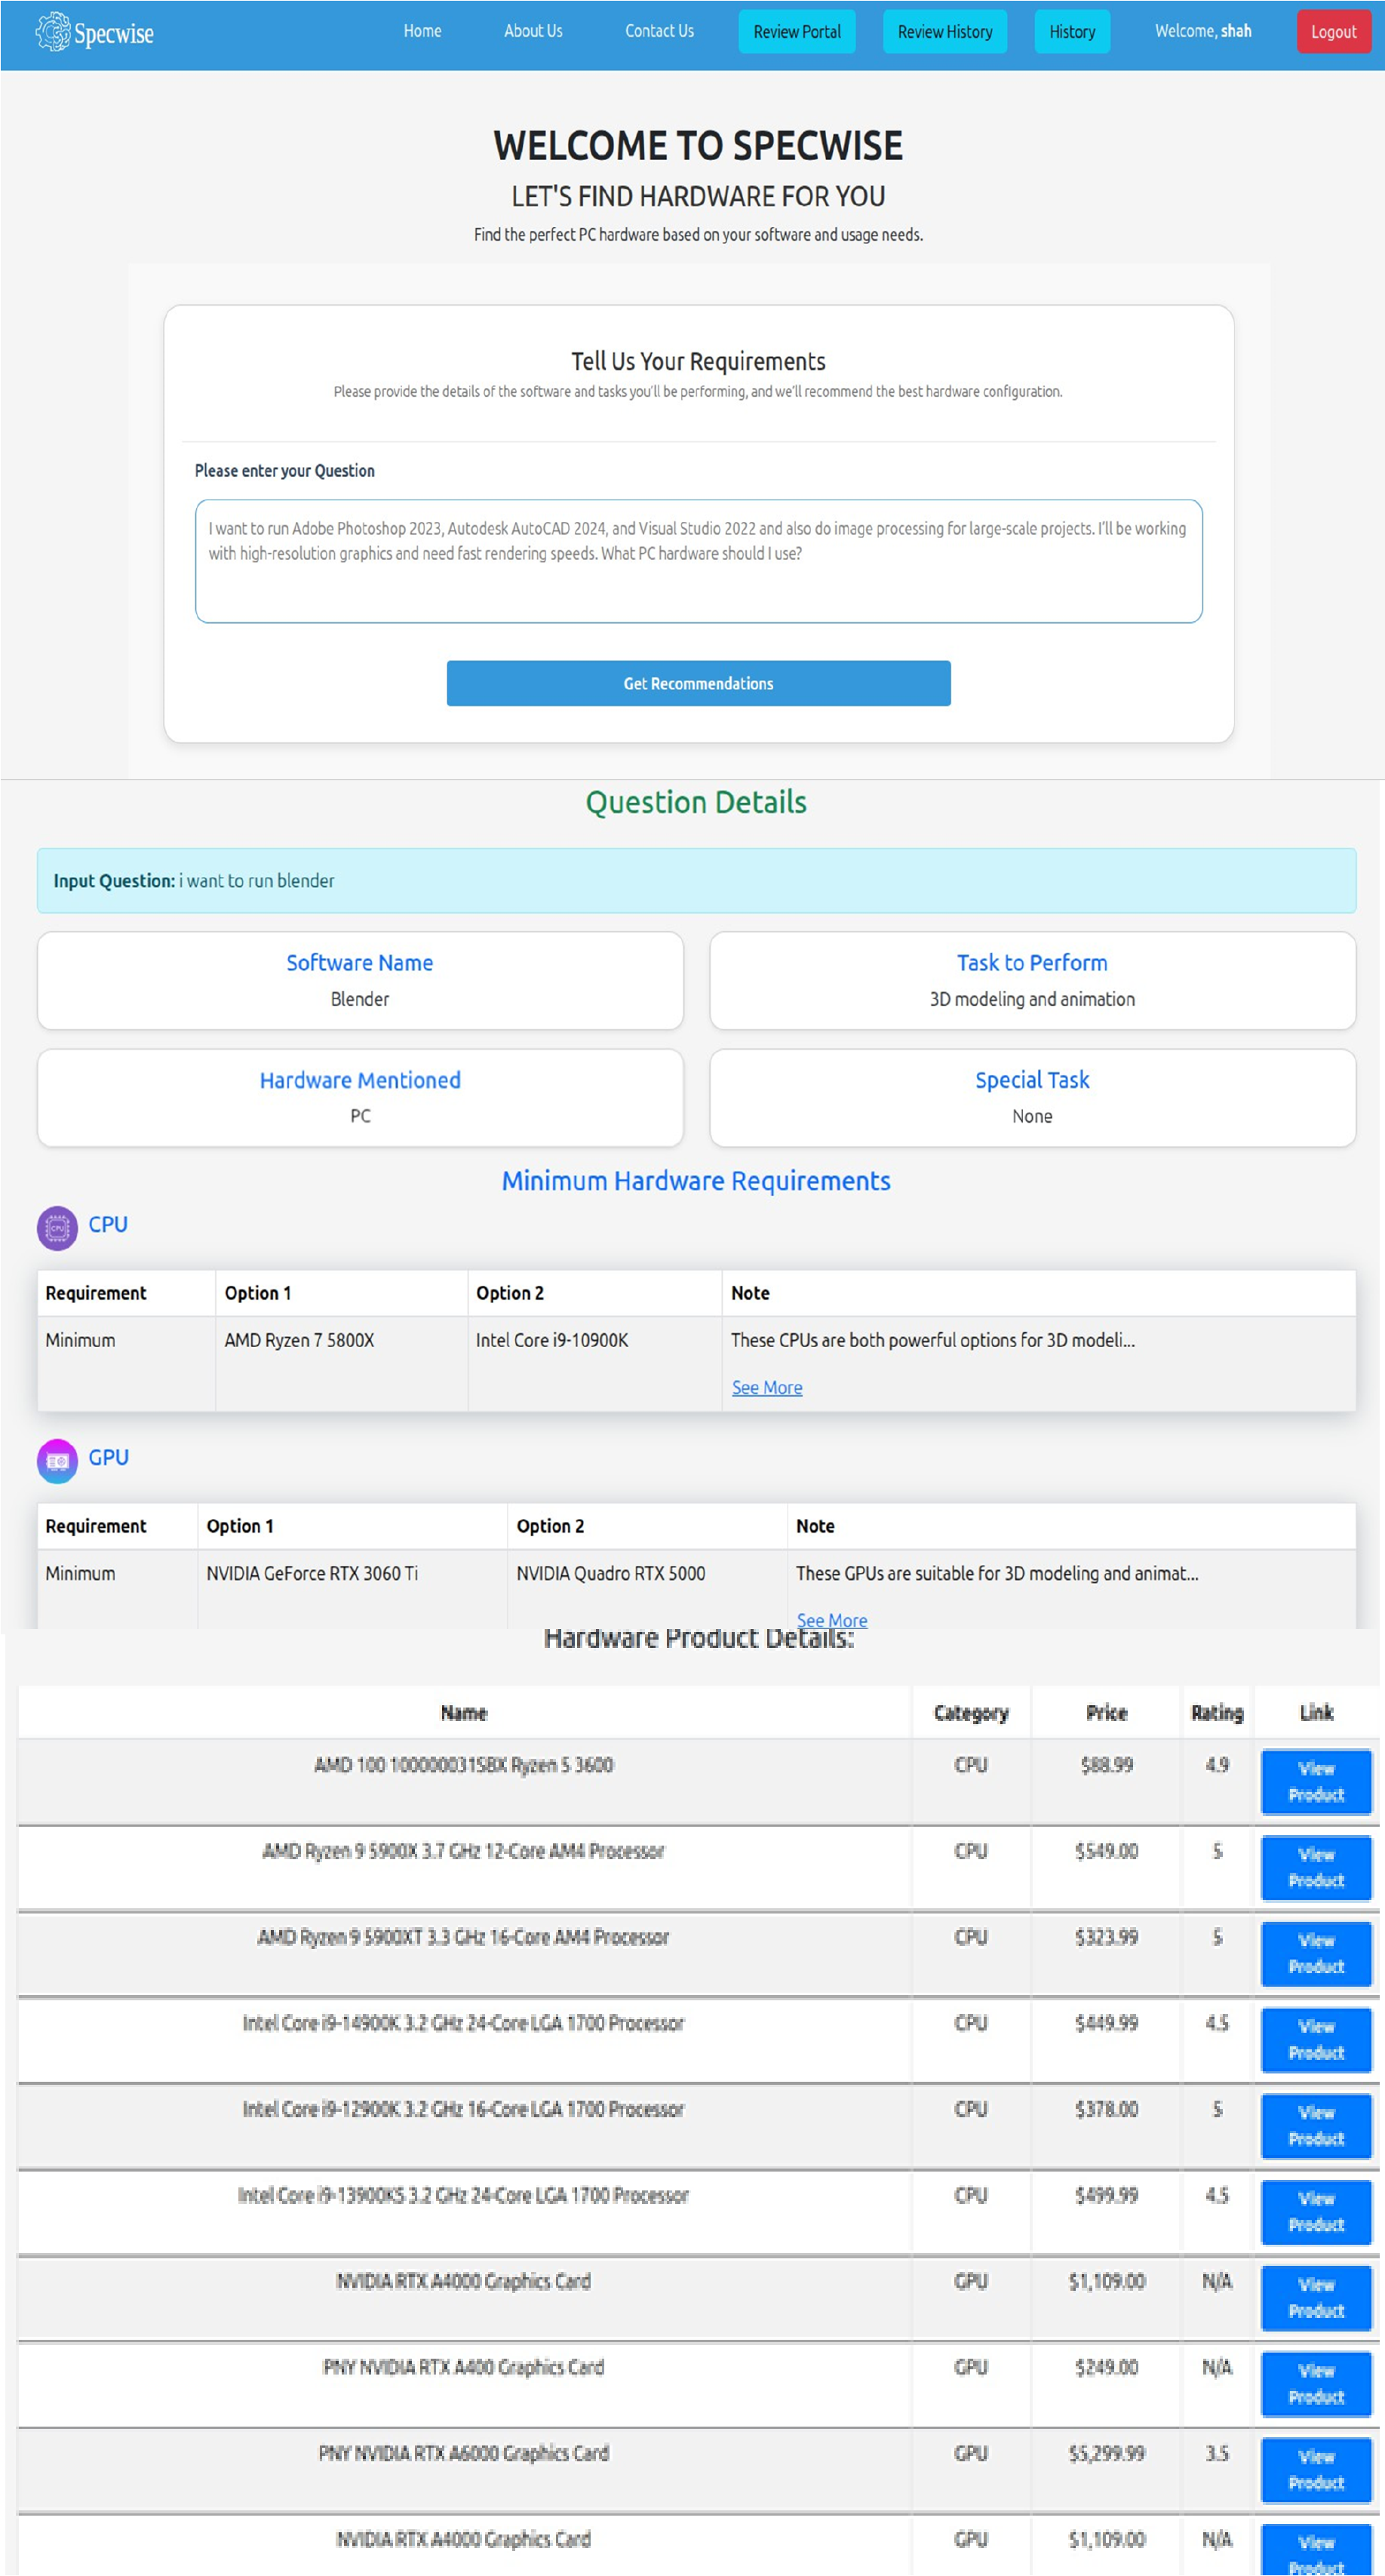 Specwise
Home
About Us
Contact Us
Review Portal
Review History
History
Welcome, shah
Logout
WELCOME TO SPECWISE
LET'S FIND HARDWARE FOR YOU
Find the perfect PC hardware based on your software and usage needs.
Tell Us Your Requirements
Please provide the details of the software and tasks you'll be performing, and we'll recommend the best hardware configuration.
Please enter your Question
I want to run Adobe Photoshop 2023, Autodesk AutoCAD 2024, and Visual Studio 2022 and also do image processing for large-scale projects. I'll be working
with high-resolution graphics and need fast rendering speeds. What PC hardware should I use?
Get Recommendations
Question Details
Input Question: i want to run blender
Software Name
Blender
Task to Perform
3D modeling and animation
Hardware Mentioned
PC
Special Task
None
Minimum Hardware Requirements
CPU
CPU
Requirement Option 1 Option 2 Note
Minimum AMD Ryzen 7 5800X Intel Core i9-10900K These CPUs are both powerful options for 3D modeli...
See More
GPU
Requirement Option 1 Option 2 Note
Minimum NVIDIA GeForce RTX 3060 Ti NVIDIA Quadro RTX 5000 These GPUs are suitable for 3D modeling and animat...
See More
Hardware Product Details:
Name Category Price Rating Link
AMD 100 100000031SBX Ryzen 5 3600 CPU $88.99 4.9 View
Product
AMD Ryzen 9 5900X 3.7 GHz 12-Core AM4 Processor CPU $549.00 5 View
Product
AMD Ryzen 9 5900XT 3.3 GHz 16-Core AM4 Processor CPU $323.99 5 View
Product
Intel Core i9-14900K 3.2 GHz 24-Core LGA 1700 Processor CPU $449.99 4.5 View
Product
Intel Core i9-12900K 3.2 GHz 16-Core LGA 1700 Processor CPU $378.00 5 View
Product
Intel Core i9-13900KS 3.2 GHz 24-Core LGA 1700 Processor CPU $499.99 4.5 View
Product
NVIDIA RTX A4000 Graphics Card GPU $1,109.00 N/A View
Product
PNY NVIDIA RTX A400 Graphics Card GPU $249.00 N/A View
Product
PNY NVIDIA RTX A6000 Graphics Card GPU $5,299.99 3.5 View
Product
NVIDIA RTX A4000 Graphics Card GPU $1,109.00 N/A View
Product